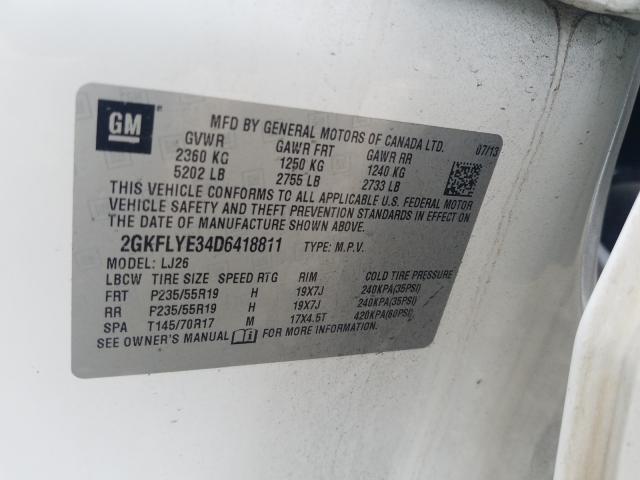 GM
MFD BY GENERAL MOTORS OF CANADA LTD. 07/13
GVWR GAWR FRT GAWR RR
2360 KG 1250 KG 1240 KG
5202 LB 2755 LB 2733 LB
THIS VEHICLE CONFORMS TO ALL APPLICABLE U.S. FEDERAL MOTOR
VEHICLE SAFETY AND THEFT PREVENTION STANDARDS IN EFFECT ON
THE DATE OF MANUFACTURE SHOWN ABOVE.
2GKFLYE34D6418811 TYPE: M.P.V.
MODEL: LJ26
LBCW TIRE SIZE SPEED RTG RIM COLD TIRE PRESSURE
FRT P235/55R19 H 19X7J 240KPA(35PSI)
RR P235/55R19 H 19X7J 240KPA(35PSI)
SPA T145/70R17 M 17X4.5T 420KPA(60PSI)
SEE OWNER'S MANUAL FOR MORE INFORMATION.